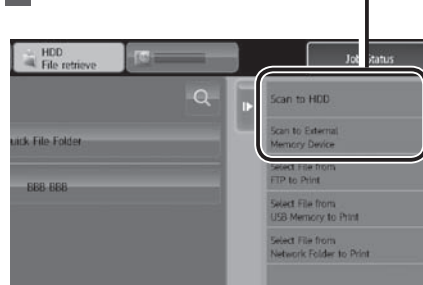 HDD
File retrieve
Job Status
Scan to HDD
uick File Folder
Scan to External
Memory Device
Select File from
FTP to Print
BBB BBB
Select File from
USB Memory to Print
Select File from
Network Folder to Print